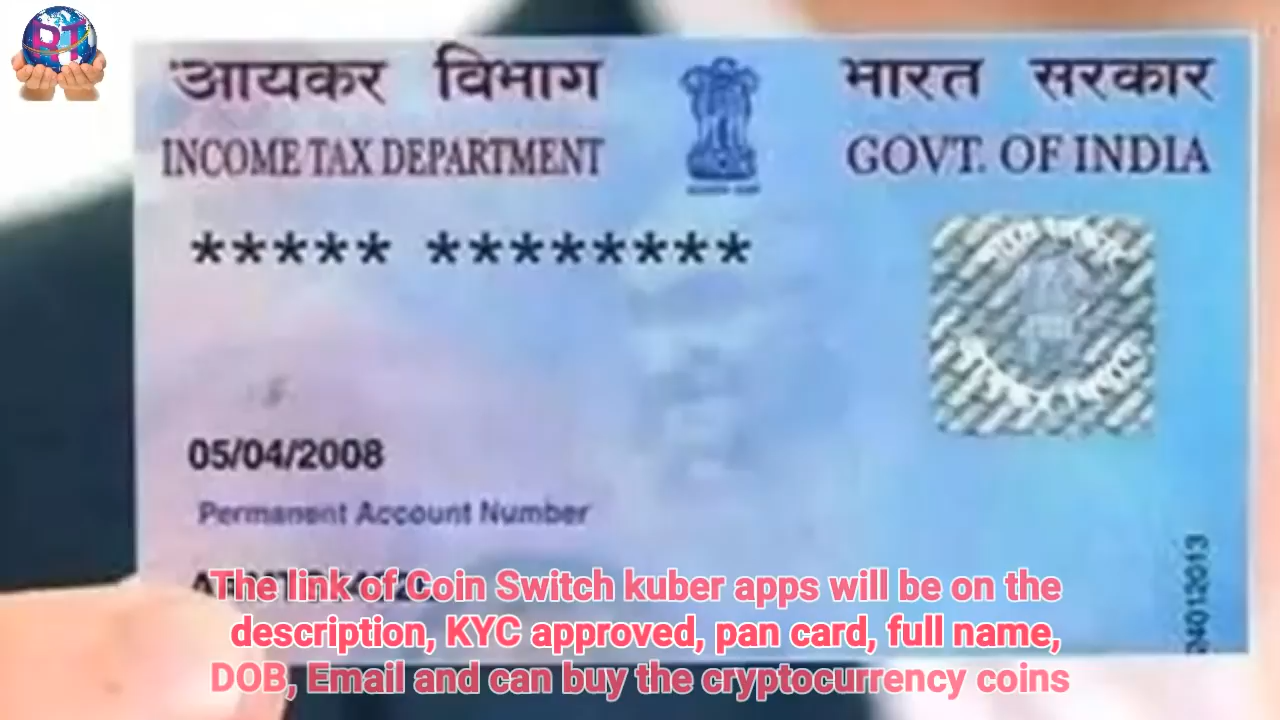 आयकर विभाग
INCOME TAX DEPARTMENT
भारत सरकार
GOVT. OF INDIA
***** ********
05/04/2008
Permanent Account Number
The link of Coin Switch kuber apps will be on the
description, KYC approved, pan card, full name,
DOB, Email and can buy the cryptocurrency coins